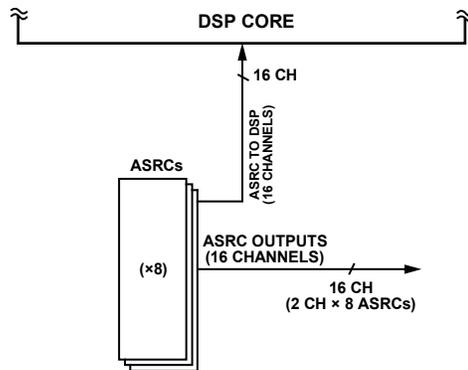 DSP CORE
16 CH
ASRC TO DSP
(16 CHANNELS)
ASRCs
(×8)
ASRC OUTPUTS
(16 CHANNELS)
16 CH
(2 CH × 8 ASRCs)